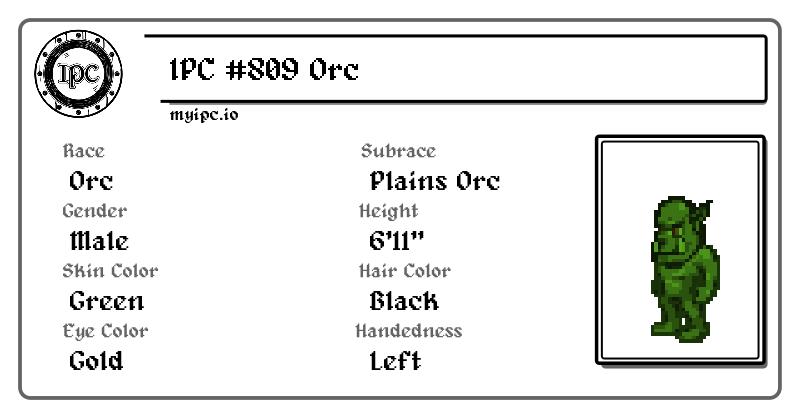 IPC
IPC #809 Orc
myipc.io
Race
Orc
Subrace
Plains Orc
Gender
Male
Height
6'11"
Skin Color
Green
Hair Color
Black
Eye Color
Gold
Handedness
Left